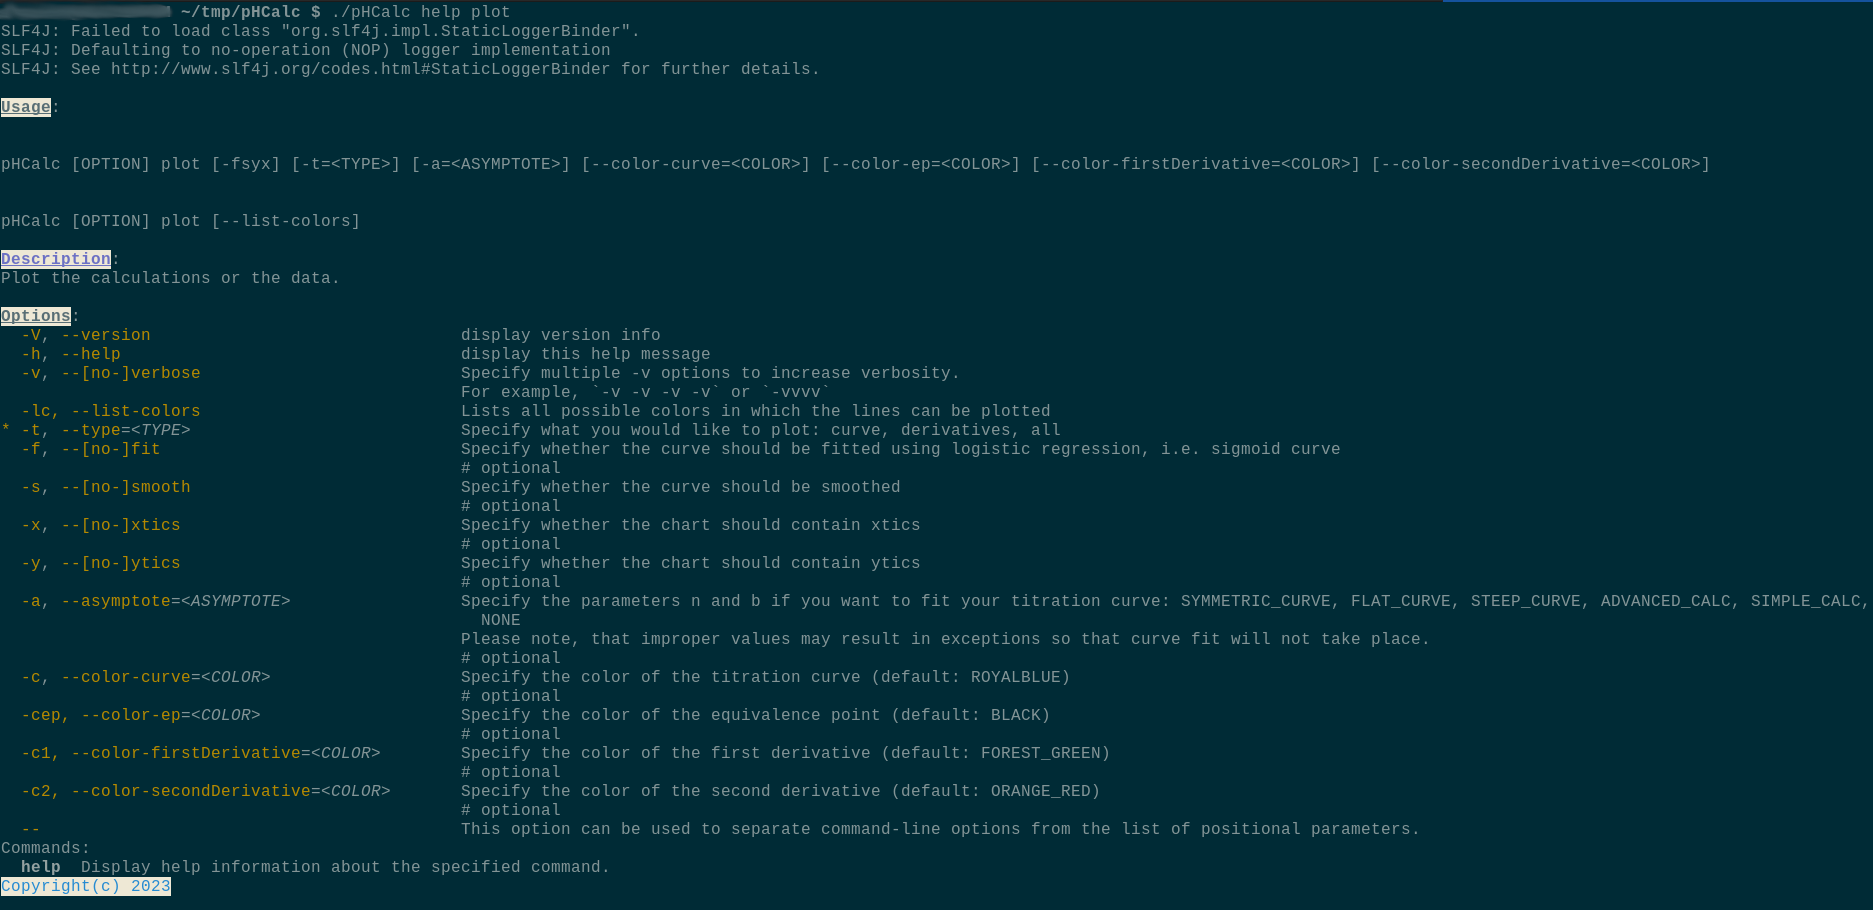 ~/tmp/pHCalc $ ./pHCalc help plot
SLF4J: Failed to load class "org.slf4j.impl.StaticLoggerBinder".
SLF4J: Defaulting to no-operation (NOP) logger implementation
SLF4J: See http://www.slf4j.org/codes.html#StaticLoggerBinder for further details.
Usage:
pHCalc [OPTION] plot [-fsyx] [-t=<TYPE>] [-a=<ASYMPTOTE>] [--color-curve=<COLOR>] [--color-ep=<COLOR>] [--color-firstDerivative=<COLOR>] [--color-secondDerivative=<COLOR>]
pHCalc [OPTION] plot [--list-colors]
Description:
Plot the calculations or the data.
Options:
  -V, --version                               display version info
  -h, --help                                  display this help message
  -v, --[no-]verbose                          Specify multiple -v options to increase verbosity.
                                              For example, `-v -v -v -v` or `-vvvv`
  -lc, --list-colors                          Lists all possible colors in which the lines can be plotted
* -t, --type=<TYPE>                           Specify what you would like to plot: curve, derivatives, all
  -f, --[no-]fit                              Specify whether the curve should be fitted using logistic regression, i.e. sigmoid curve
                                              # optional
  -s, --[no-]smooth                           Specify whether the curve should be smoothed
                                              # optional
  -x, --[no-]xtics                            Specify whether the chart should contain xtics
                                              # optional
  -y, --[no-]ytics                            Specify whether the chart should contain ytics
                                              # optional
  -a, --asymptote=<ASYMPTOTE>                 Specify the parameters n and b if you want to fit your titration curve: SYMMETRIC_CURVE, FLAT_CURVE, STEEP_CURVE, ADVANCED_CALC, SIMPLE_CALC,
                                                NONE
                                              Please note, that improper values may result in exceptions so that curve fit will not take place.
                                              # optional
  -c, --color-curve=<COLOR>                   Specify the color of the titration curve (default: ROYALBLUE)
                                              # optional
  -cep, --color-ep=<COLOR>                    Specify the color of the equivalence point (default: BLACK)
                                              # optional
  -c1, --color-firstDerivative=<COLOR>        Specify the color of the first derivative (default: FOREST_GREEN)
                                              # optional
  -c2, --color-secondDerivative=<COLOR>       Specify the color of the second derivative (default: ORANGE_RED)
                                              # optional
  --                                          This option can be used to separate command-line options from the list of positional parameters.
Commands:
  help  Display help information about the specified command.
Copyright(c) 2023